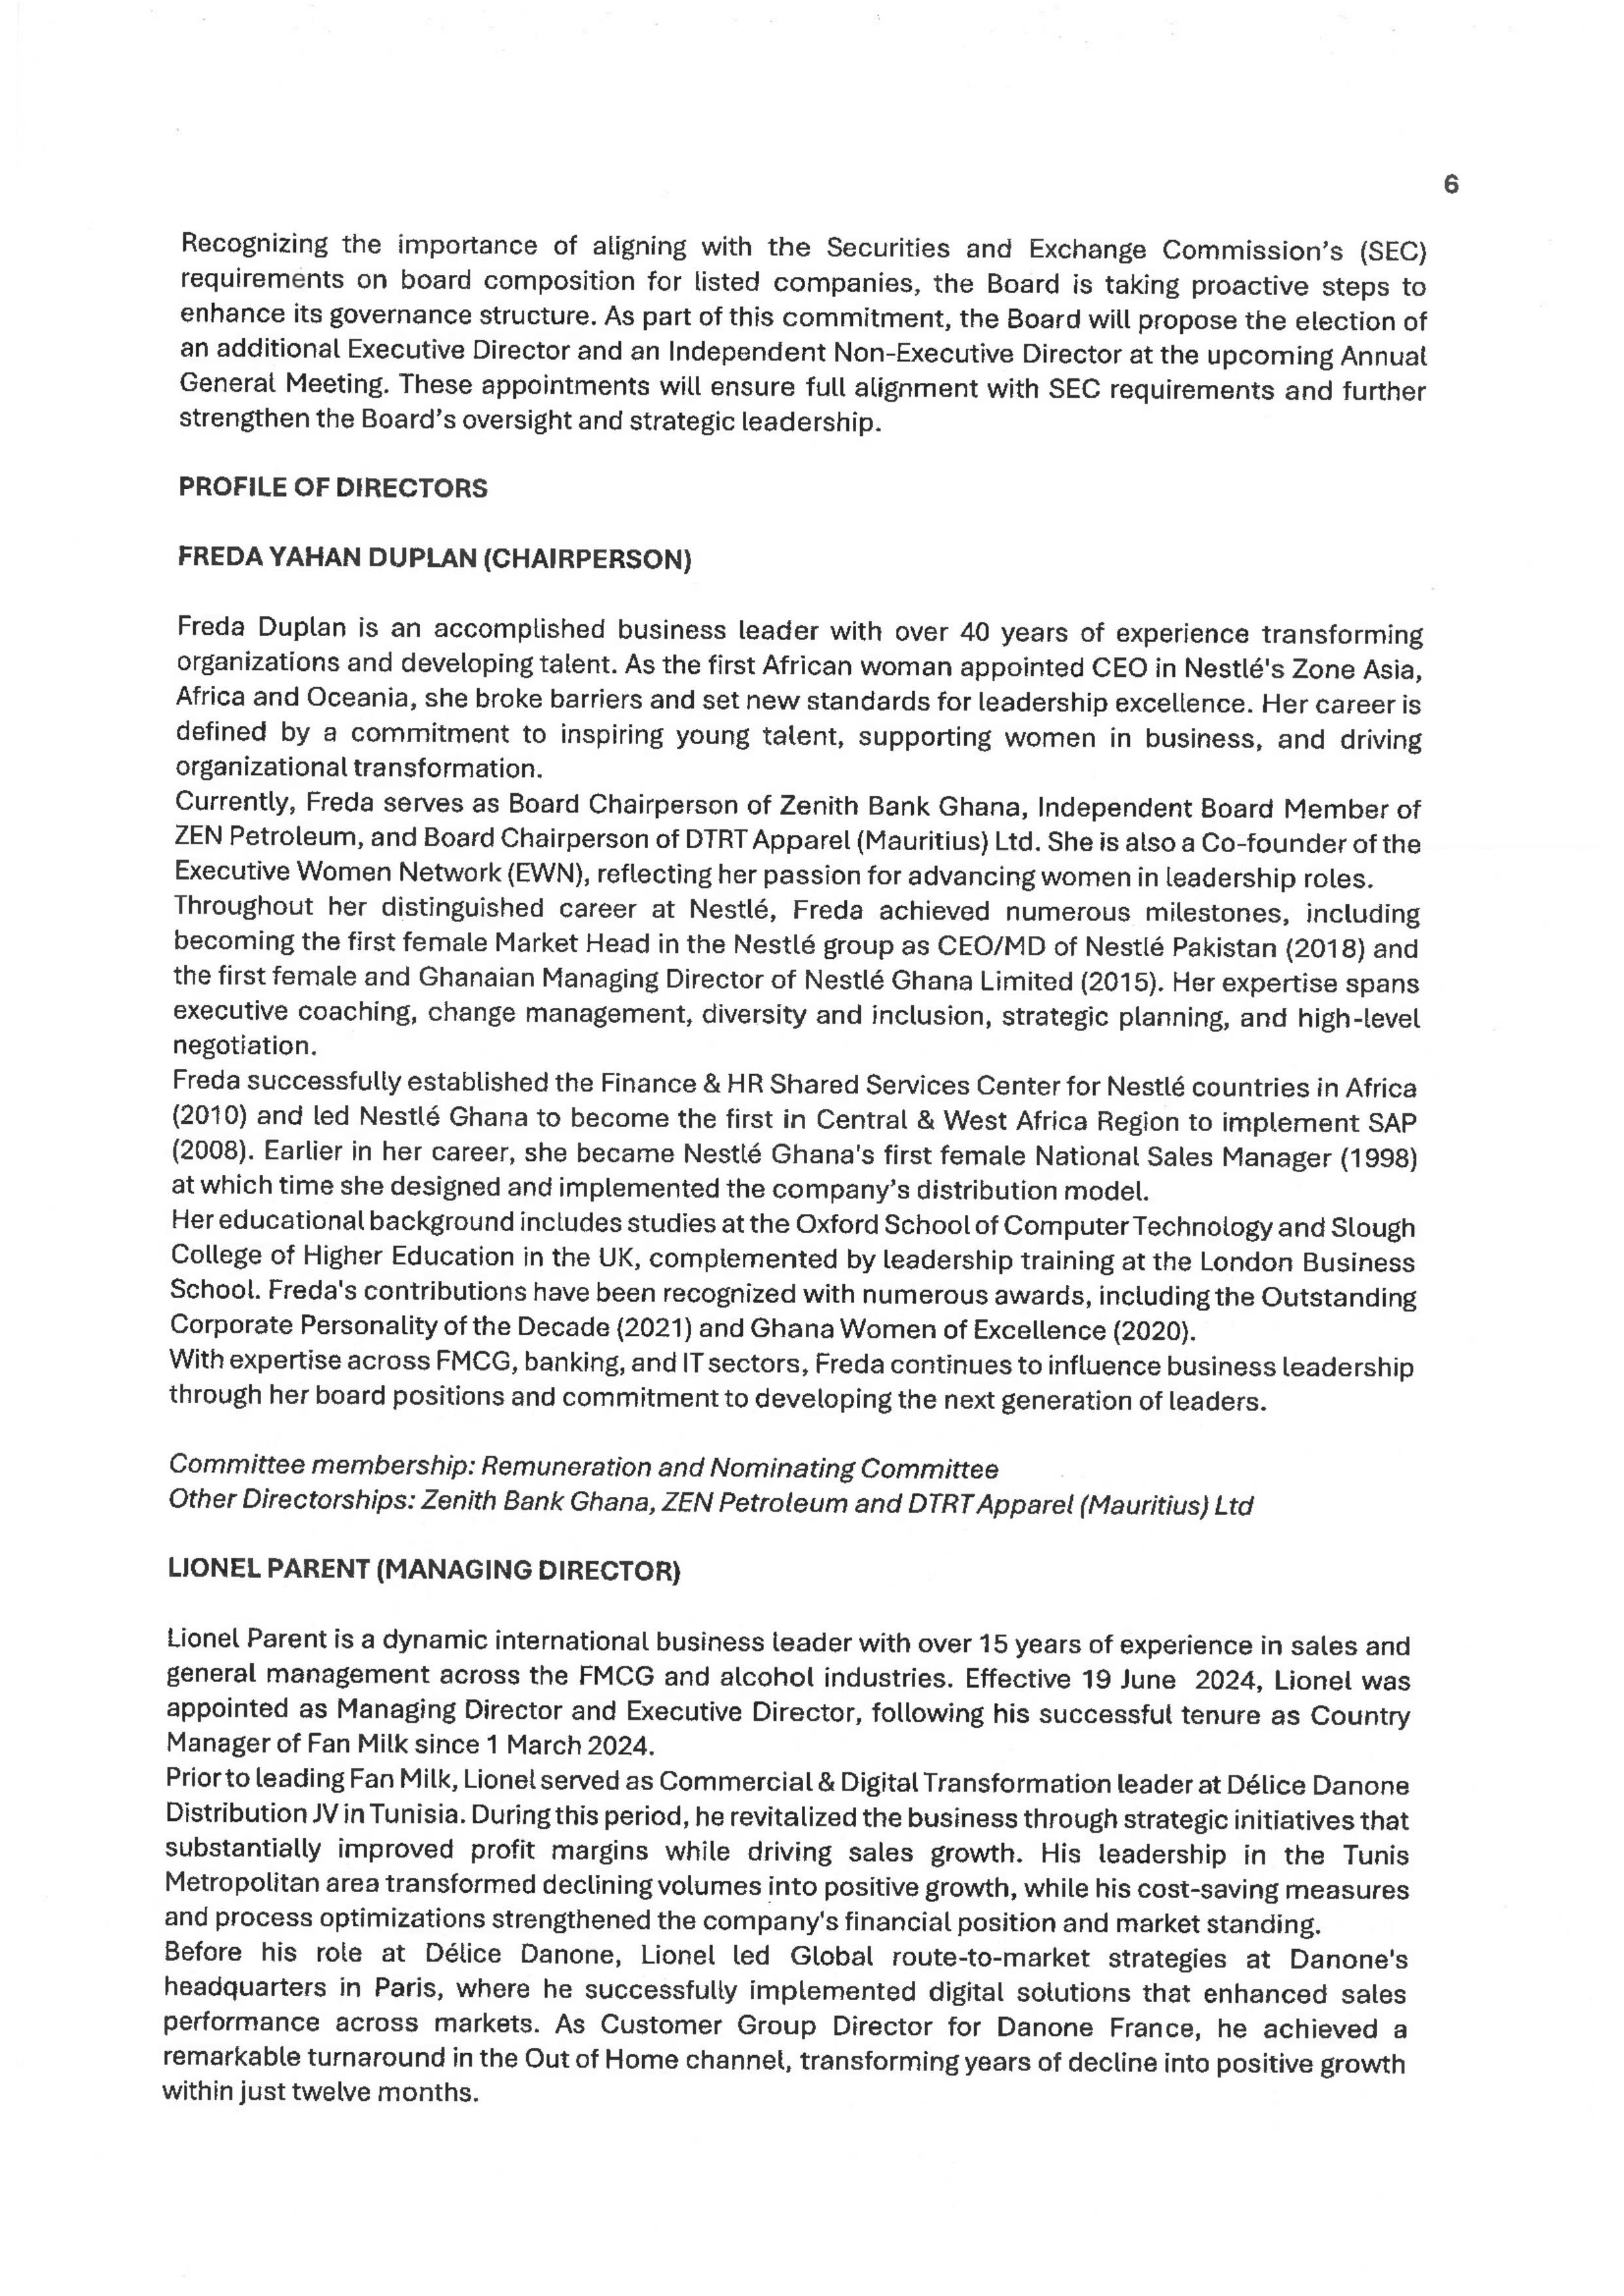 6
Recognizing the importance of aligning with the Securities and Exchange Commission's (SEC)
requirements on board composition for listed companies, the Board is taking proactive steps to
enhance its governance structure. As part of this commitment, the Board will propose the election of
an additional Executive Director and an Independent Non-Executive Director at the upcoming Annual
General Meeting. These appointments will ensure full alignment with SEC requirements and further
strengthen the Board's oversight and strategic leadership.
PROFILE OF DIRECTORS
FREDA YAHAN DUPLAN (CHAIRPERSON)
Freda Duplan is an accomplished business leader with over 40 years of experience transforming
organizations and developing talent. As the first African woman appointed CEO in Nestlé's Zone Asia,
Africa and Oceania, she broke barriers and set new standards for leadership excellence. Her career is
defined by a commitment to inspiring young talent, supporting women in business, and driving
organizational transformation.
Currently, Freda serves as Board Chairperson of Zenith Bank Ghana, Independent Board Member of
ZEN Petroleum, and Board Chairperson of DTRT Apparel (Mauritius) Ltd. She is also a Co-founder of the
Executive Women Network (EWN), reflecting her passion for advancing women in leadership roles.
Throughout her distinguished career at Nestlé, Freda achieved numerous milestones, including
becoming the first female Market Head in the Nestlé group as CEO/MD of Nestlé Pakistan (2018) and
the first female and Ghanaian Managing Director of Nestlé Ghana Limited (2015). Her expertise spans
executive coaching, change management, diversity and inclusion, strategic planning, and high-level
negotiation.
Freda successfully established the Finance & HR Shared Services Center for Nestlé countries in Africa
(2010) and led Nestlé Ghana to become the first in Central & West Africa Region to implement SAP
(2008). Earlier in her career, she became Nestlé Ghana's first female National Sales Manager (1998)
at which time she designed and implemented the company's distribution model.
Her educational background includes studies at the Oxford School of Computer Technology and Slough
College of Higher Education in the UK, complemented by leadership training at the London Business
School. Freda's contributions have been recognized with numerous awards, including the Outstanding
Corporate Personality of the Decade (2021) and Ghana Women of Excellence (2020).
With expertise across FMCG, banking, and IT sectors, Freda continues to influence business leadership
through her board positions and commitment to developing the next generation of leaders.
Committee membership: Remuneration and Nominating Committee
Other Directorships: Zenith Bank Ghana, ZEN Petroleum and DTRT Apparel (Mauritius) Ltd
LIONEL PARENT (MANAGING DIRECTOR)
Lionel Parent is a dynamic international business leader with over 15 years of experience in sales and
general management across the FMCG and alcohol industries. Effective 19 June 2024, Lionel was
appointed as Managing Director and Executive Director, following his successful tenure as Country
Manager of Fan Milk since 1 March 2024.
Prior to leading Fan Milk, Lionel served as Commercial & Digital Transformation leader at Délice Danone
Distribution JV in Tunisia. During this period, he revitalized the business through strategic initiatives that
substantially improved profit margins while driving sales growth. His leadership in the Tunis
Metropolitan area transformed declining volumes into positive growth, while his cost-saving measures
and process optimizations strengthened the company's financial position and market standing.
Before his role at Délice Danone, Lionel led Global route-to-market strategies at Danone's
headquarters in Paris, where he successfully implemented digital solutions that enhanced sales
performance across markets. As Customer Group Director for Danone France, he achieved a
remarkable turnaround in the Out of Home channel, transforming years of decline into positive growth
within just twelve months.